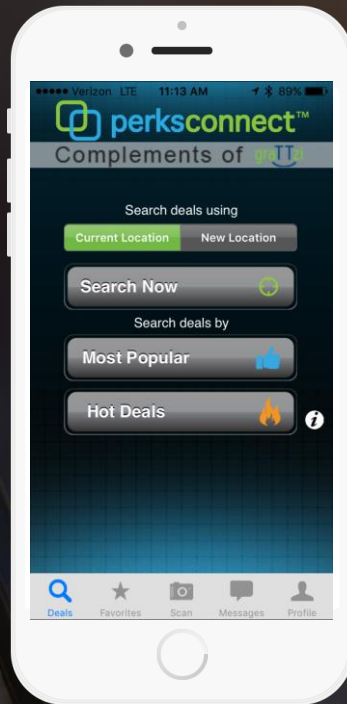 Verizon LTE 11:13 AM 89%
perksconnect™
Complements of graTTzi
Search deals using
Current Location New Location
Search Now
Search deals by
Most Popular
Hot Deals
i
Deals Favorites Scan Messages Profile